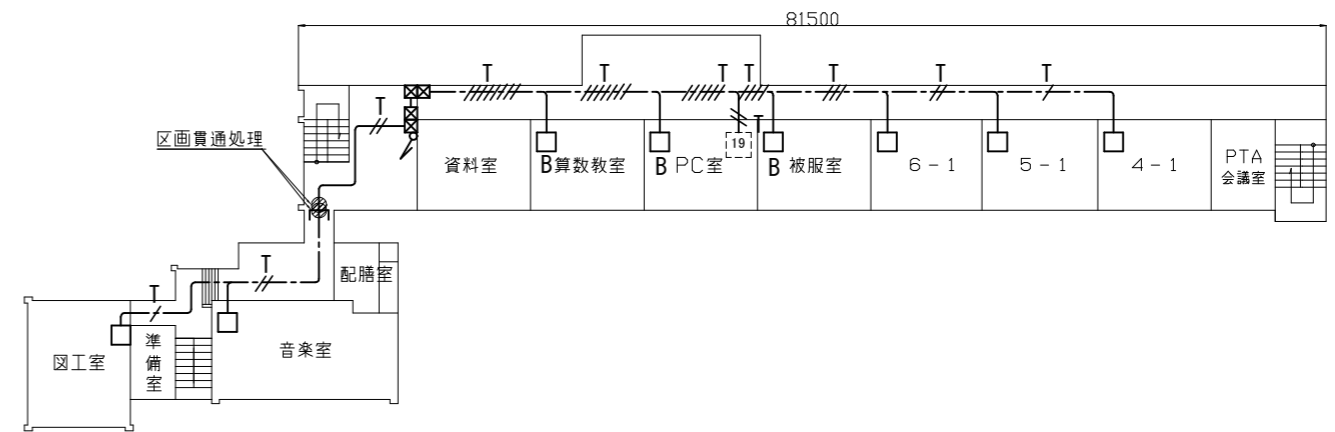 81500
T T T T T T T
T
区画貫通処理
T
19
資料室
B算数教室
B PC室
B 被服室
6-1
5-1
4-1
PTA
会議室
T
配膳室
T
図工室
準備室
音楽室